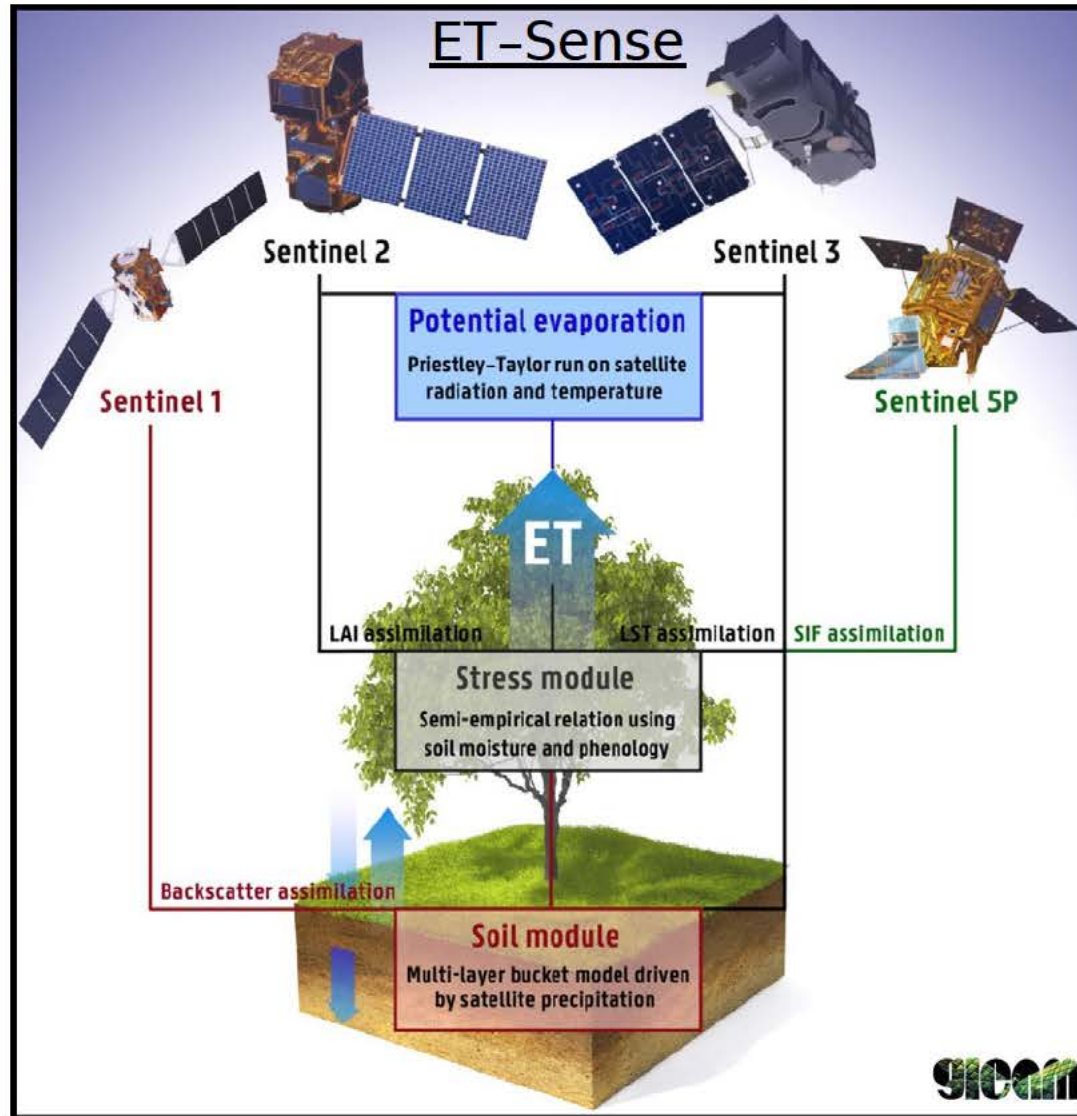 ET-Sense
Sentinel 2
Sentinel 3
Potential evaporation
Priestley-Taylor run on satellite
radiation and temperature
Sentinel 1
Sentinel 5P
ET
LAI assimilation
LST assimilation
SIF assimilation
Stress module
Semi-empirical relation using
soil moisture and phenology
Backscatter assimilation
Soil module
Multi-layer bucket model driven
by satellite precipitation
gleam